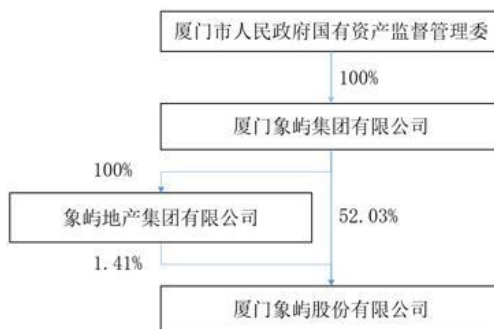 厦门市人民政府国有资产监督管理委
100%
厦门象屿集团有限公司
100%
象屿地产集团有限公司
52.03%
1.41%
厦门象屿股份有限公司